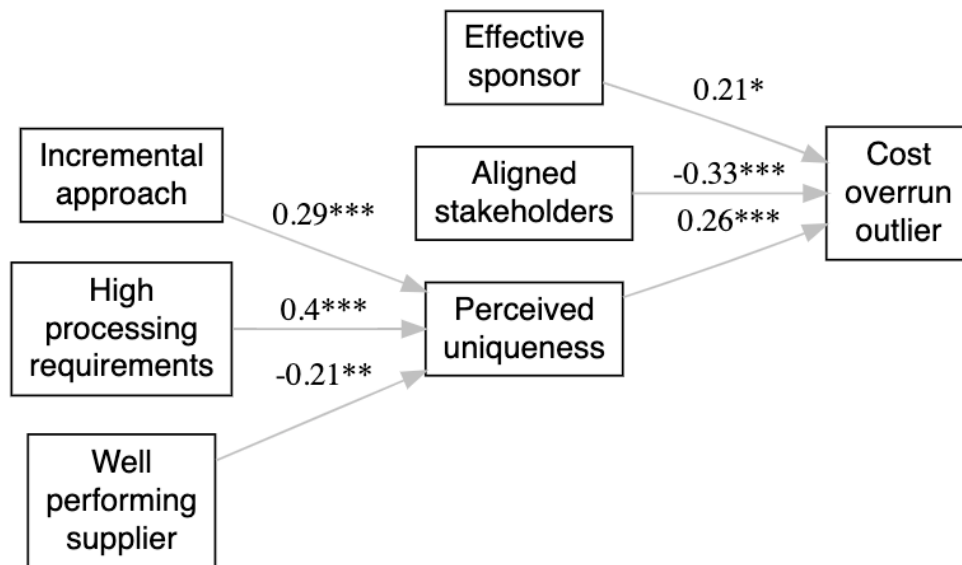 Effective
sponsor
0.21*
Incremental
approach
Aligned
stakeholders
-0.33***
Cost
overrun
outlier
0.29***
0.26***
High
processing
requirements
0.4***
Perceived
uniqueness
-0.21**
Well
performing
supplier